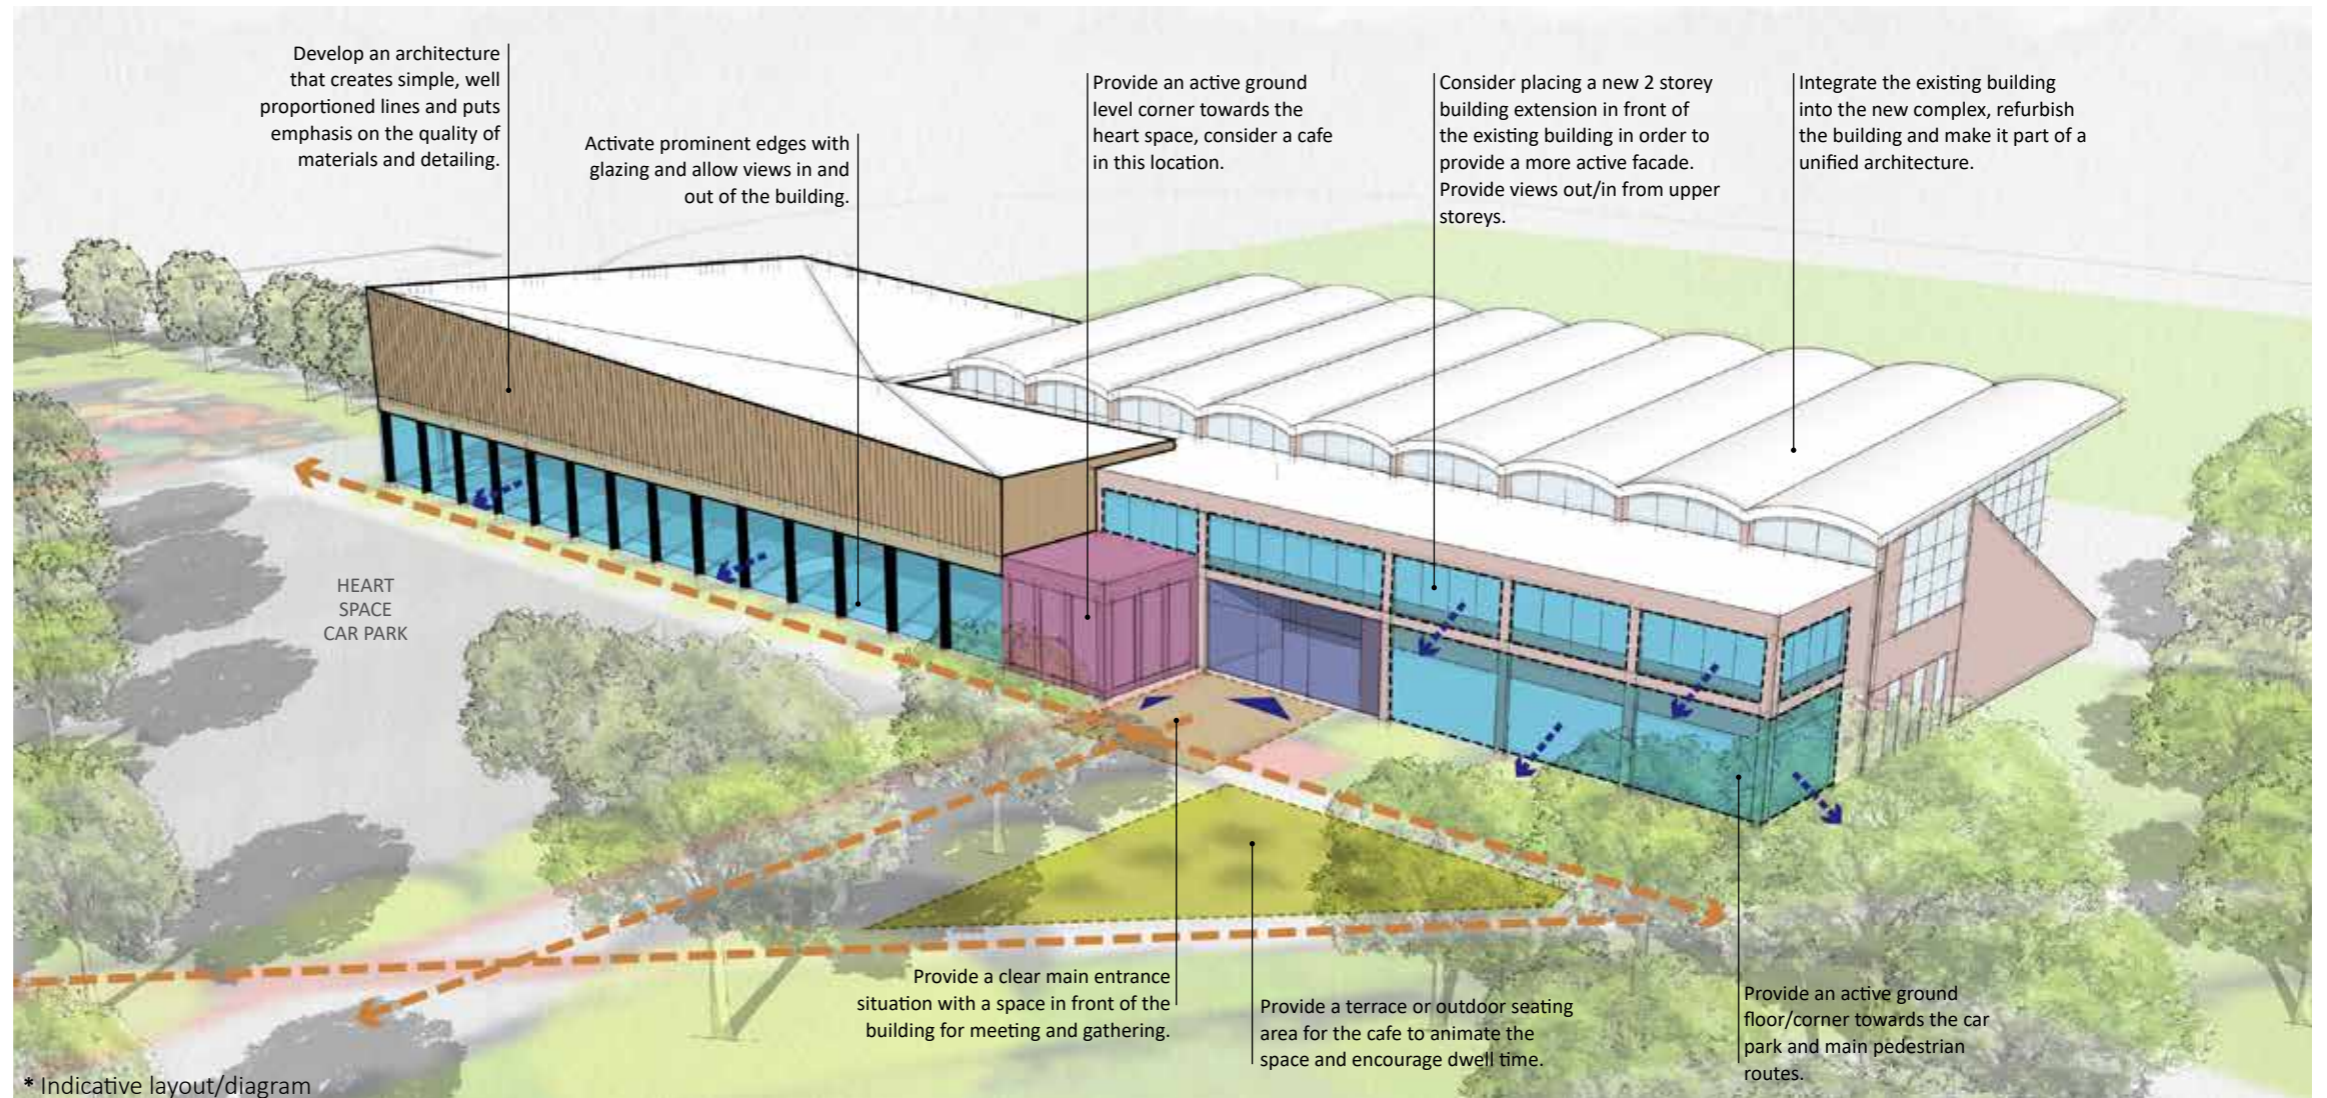 Develop an architecture
that creates simple, well
proportioned lines and puts
emphasis on the quality of
materials and detailing.
Activate prominent edges with
glazing and allow views in and
out of the building.
Provide an active ground
level corner towards the
heart space, consider a cafe
in this location.
Consider placing a new 2 storey
building extension in front of
the existing building in order to
provide a more active facade.
Provide views out/in from upper
storeys.
Integrate the existing building
into the new complex, refurbish
the building and make it part of a
unified architecture.
HEART
SPACE
CAR PARK
Provide a clear main entrance
situation with a space in front of the
building for meeting and gathering.
Provide a terrace or outdoor seating
area for the cafe to animate the
space and encourage dwell time.
Provide an active ground
floor/corner towards the car
park and main pedestrian
routes.
* Indicative layout/diagram